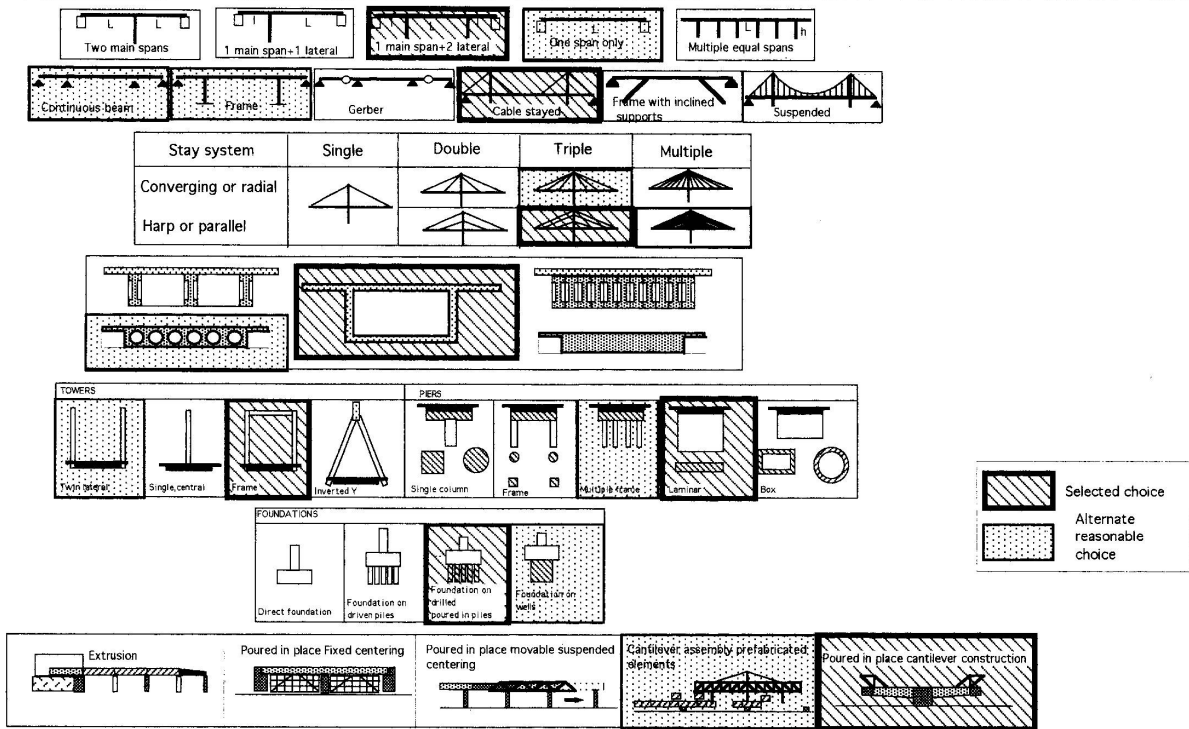 L L
Two main spans
l L
1 main span+1 lateral
l L l
1 main span+2 lateral
L
One span only
L h
Multiple equal spans
Continuous beam
Frame
Gerber
Cable stayed
Frame with inclined
supports
Suspended
Stay system Single Double Triple Multiple
Converging or radial
Harp or parallel
TOWERS
PIERS
Twin lateral
Single,central
Frame
Inverted Y
Single column
Frame
Multiple frame
Laminar
Box
Selected choice
Alternate
reasonable
choice
FOUNDATIONS
Direct foundation
Foundation on
driven piles
Foundation on
drilled
poured in piles
Foundation on
wells
Extrusion
Poured in place Fixed centering
Poured in place movable suspended
centering
Cantilever assembly prefabricated
elements
Poured in place cantilever construction